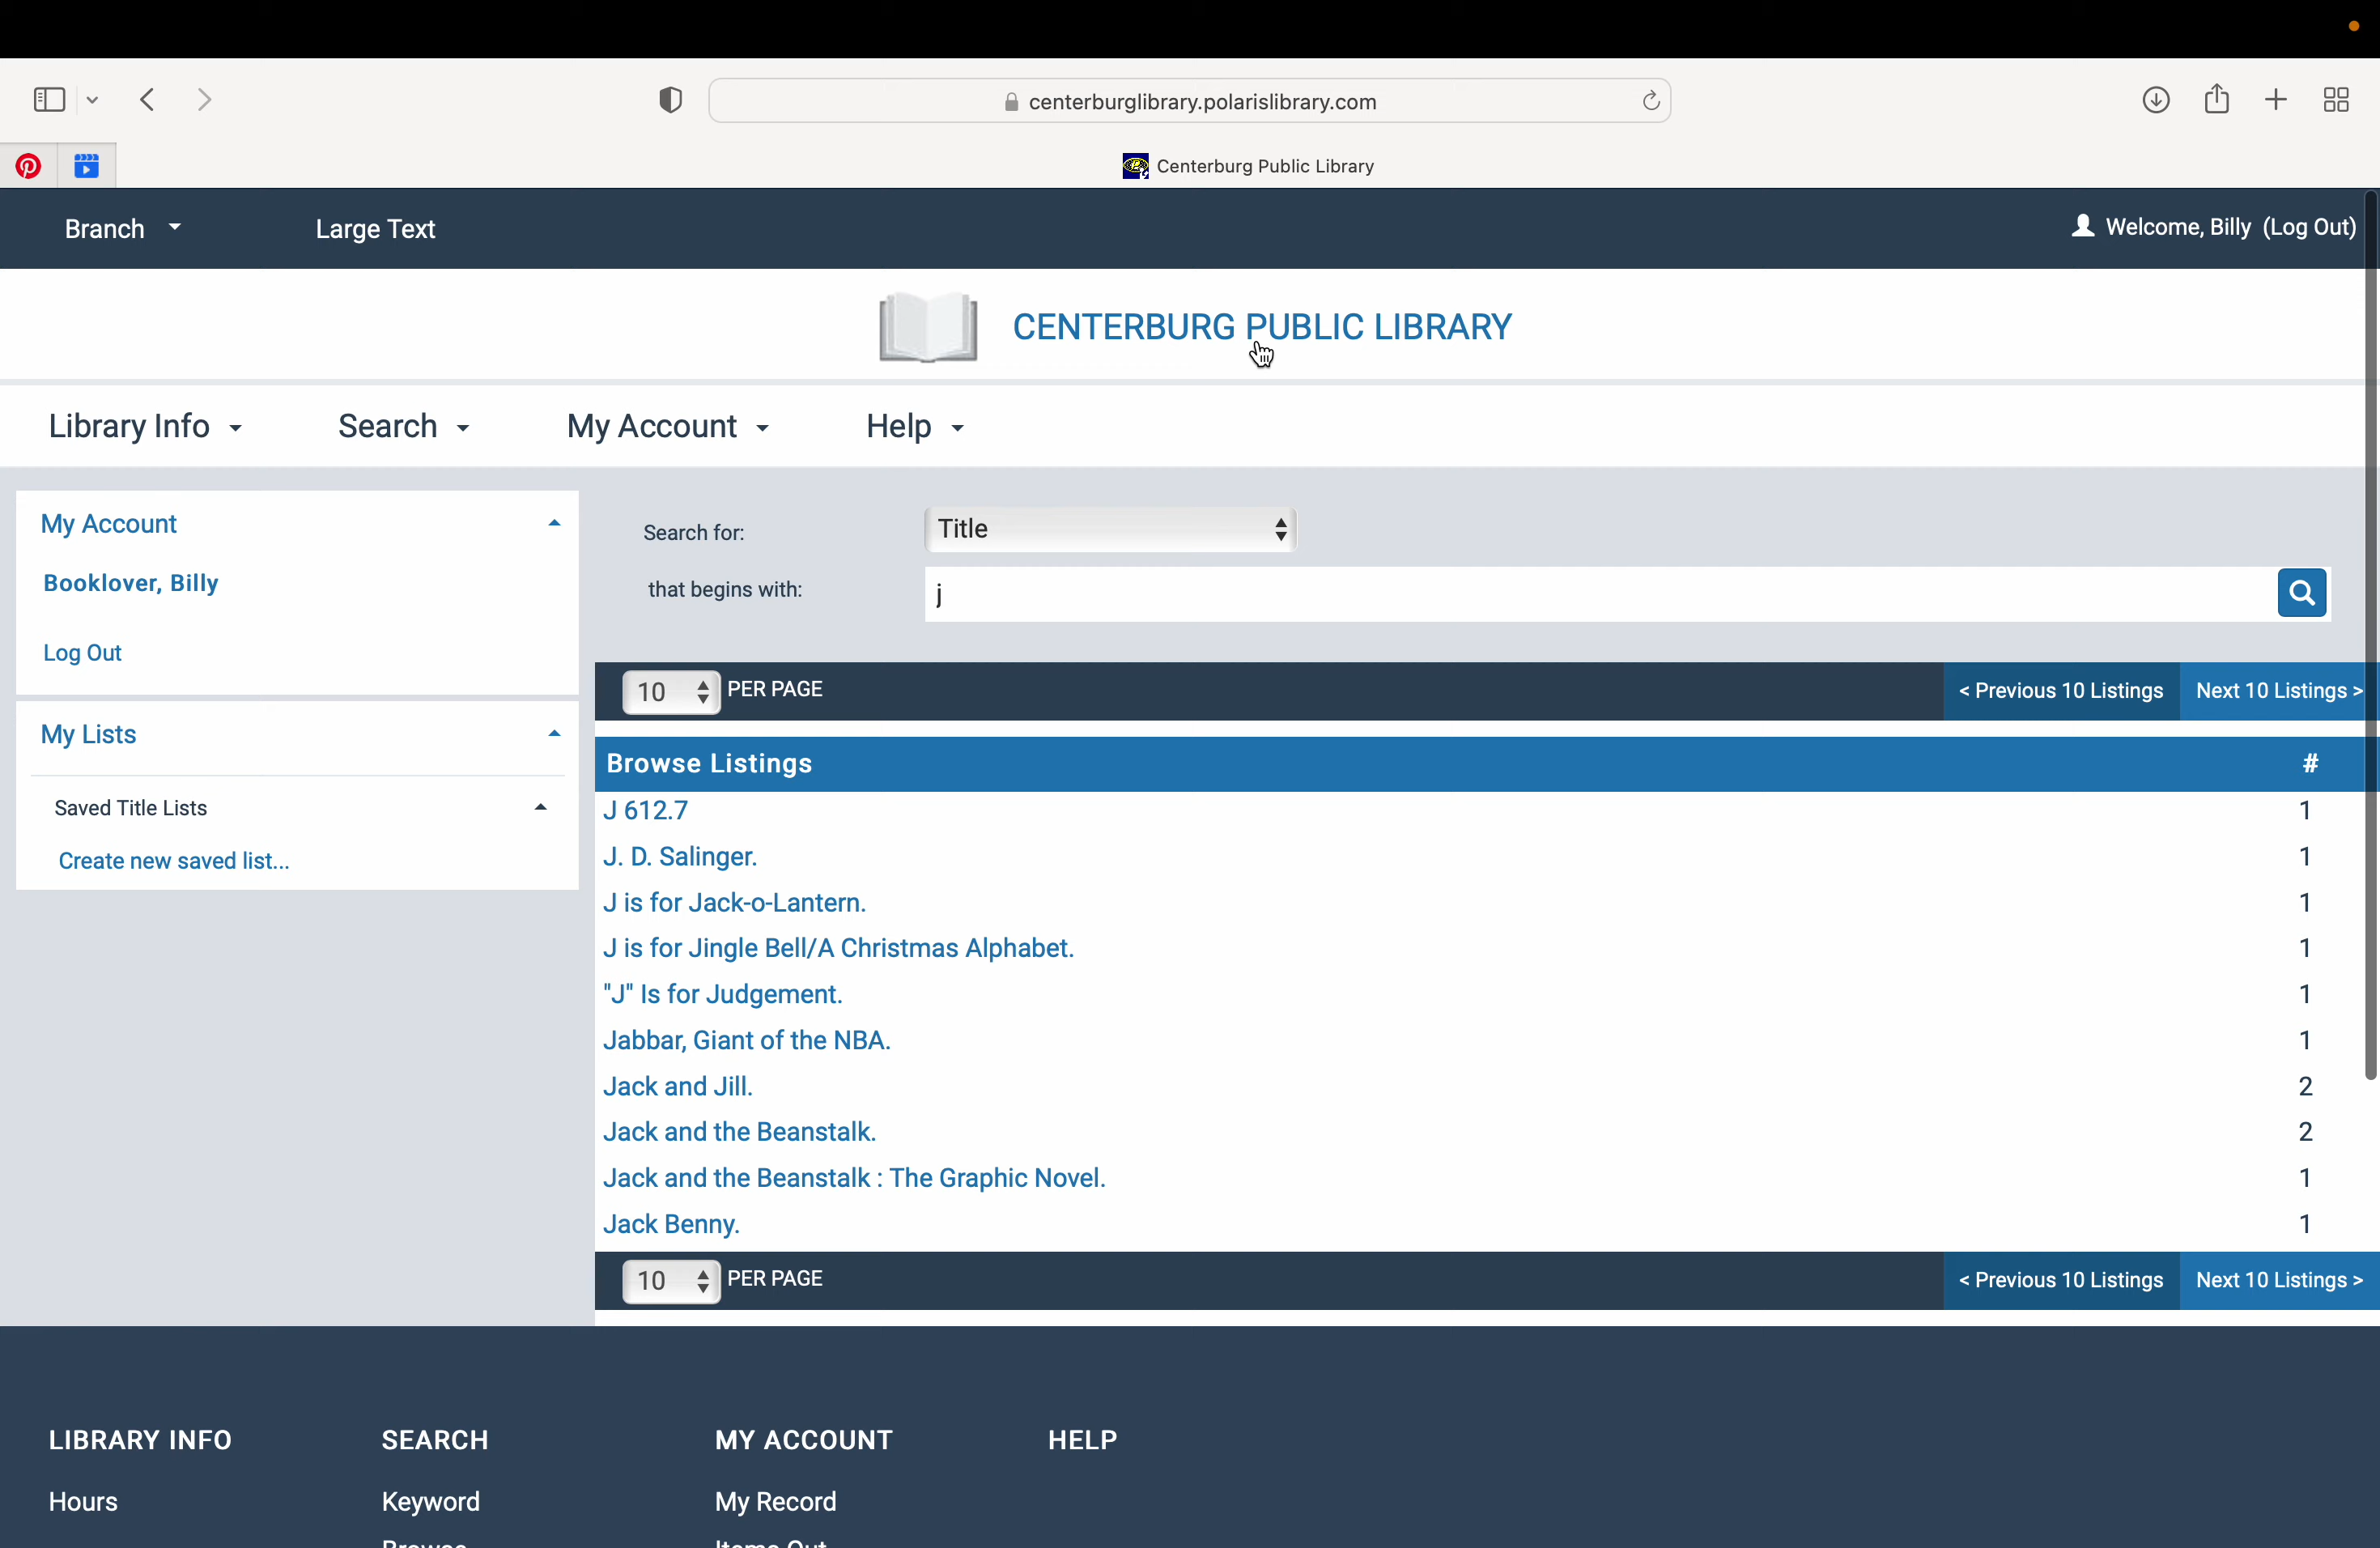 centerburglibrary.polarislibrary.com
Centerburg Public Library
Branch Large Text Welcome, Billy (Log Out)
CENTERBURG PUBLIC LIBRARY
Library Info Search My Account Help
My Account
Booklover, Billy
Log Out
My Lists
Saved Title Lists
Create new saved list...
Search for: Title
that begins with: j
10 PER PAGE < Previous 10 Listings Next 10 Listings >
Browse Listings #
J 612.7 1
J. D. Salinger. 1
J is for Jack-o-Lantern. 1
J is for Jingle Bell/A Christmas Alphabet. 1
"J" Is for Judgement. 1
Jabbar, Giant of the NBA. 1
Jack and Jill. 2
Jack and the Beanstalk. 2
Jack and the Beanstalk : The Graphic Novel. 1
Jack Benny. 1
10 PER PAGE < Previous 10 Listings Next 10 Listings >
LIBRARY INFO SEARCH MY ACCOUNT HELP
Hours Keyword My Record